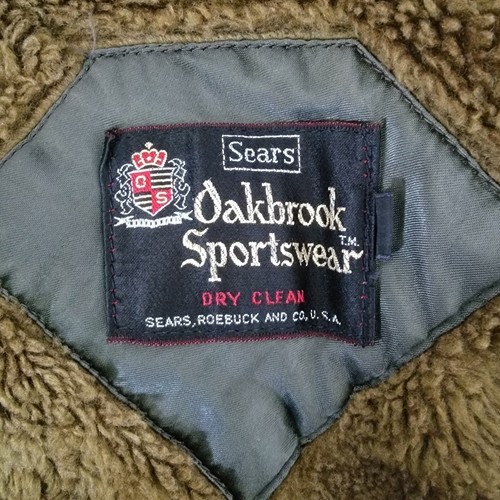 Sears
O S
Oakbrook
Sportswear T.M.
DRY CLEAN
SEARS, ROEBUCK AND CO, U.S.A.